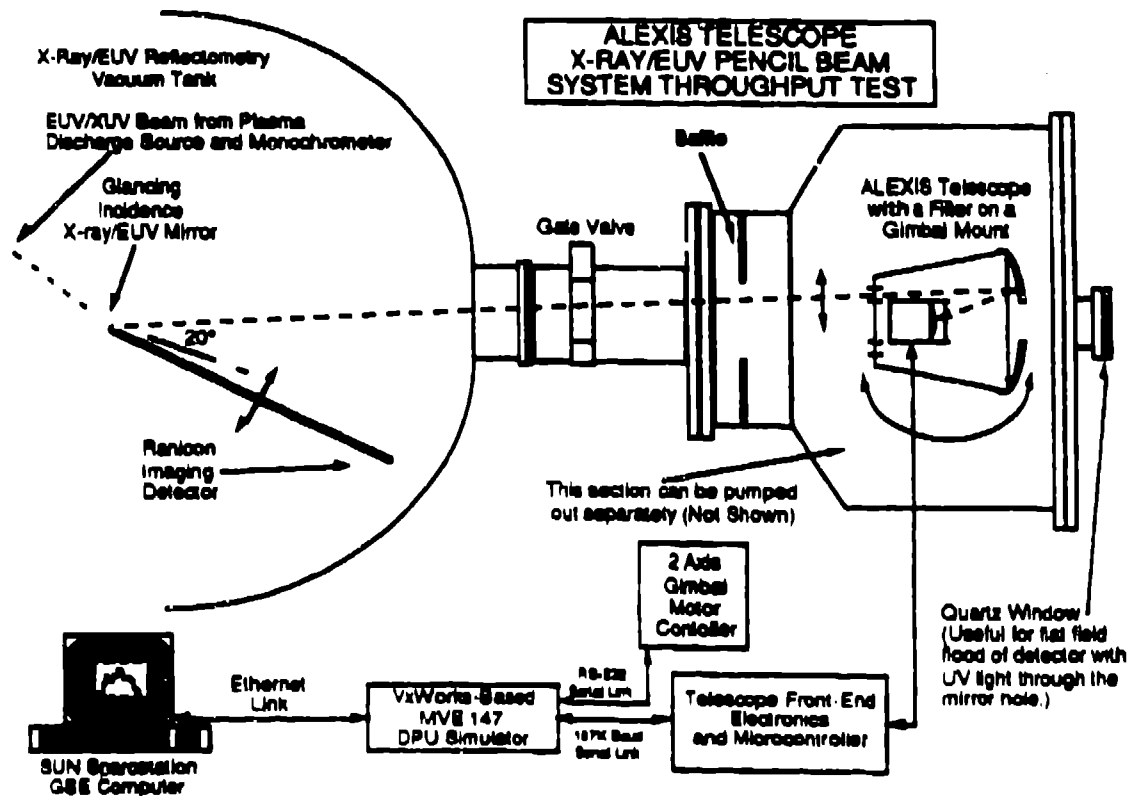 ALEXIS TELESCOPE
X-RAY/EUV PENCIL BEAM
SYSTEM THROUGHPUT TEST
X-Ray/EUV Reflectometry
Vacuum Tank
EUV/XUV Beam from Plasma
Discharge Source and Monochrometer
Glancing
Incidence
X-ray/EUV Mirror
20°
Ranicon
Imaging
Detector
Gate Valve
Baffle
ALEXIS Telescope
with a Filter on a
Gimbal Mount
This section can be pumped
out separately (Not Shown)
2 Axis
Gimbal
Motor
Contoller
Quartz Window
(Useful for flat field
flood of detector with
UV light through the
mirror hole.)
Ethernet
Link
VxWorks-Based
MVE 147
DPU Simulator
RS-232
Serial Link
187K Baud
Serial Link
Telescope Front-End
Electronics
and Microcontroller
SUN Sparcstation
GSE Computer